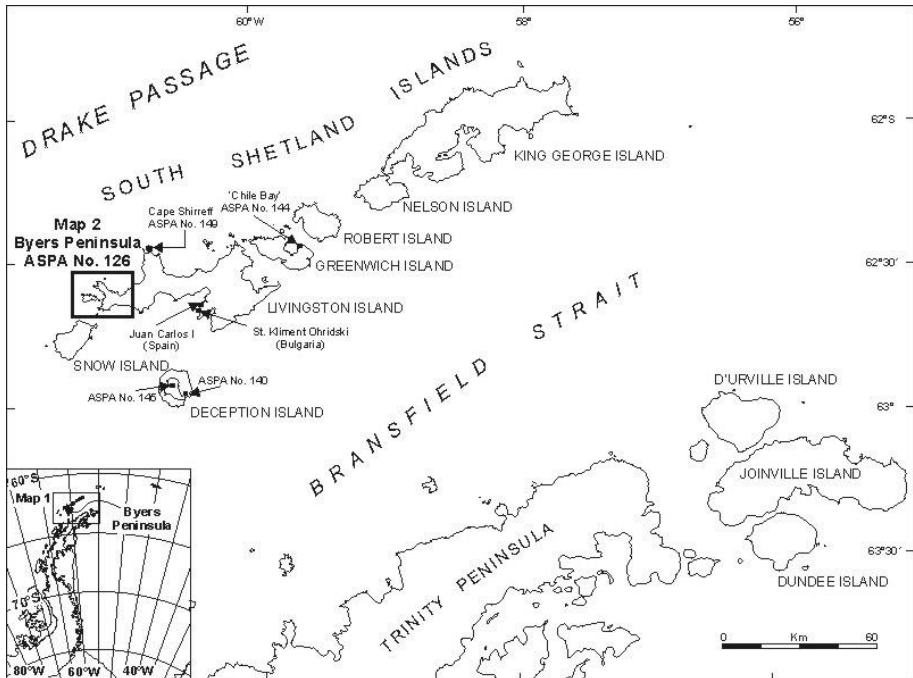 60°W
58°
56°
DRAKE PASSAGE
SOUTH SHETLAND ISLANDS
62°S
KING GEORGE ISLAND
'Chile Bay'
ASPA No. 144
NELSON ISLAND
Cape Shirreff
ASPA No. 149
Map 2
Byers Peninsula
ASPA No. 126
ROBERT ISLAND
GREENWICH ISLAND
62°30'
LIVINGSTON ISLAND
Juan Carlos I
(Spain)
St. Kliment Ohridski
(Bulgaria)
SNOW ISLAND
ASPA No. 140
ASPA No. 145
DECEPTION ISLAND
BRANSFIELD STRAIT
D'URVILLE ISLAND
63°
JOINVILLE ISLAND
TRINITY PENINSULA
63°30'
DUNDEE ISLAND
0 Km 60
60°S
Map 1
Byers
Peninsula
70°S
80°W 60°W 40°W